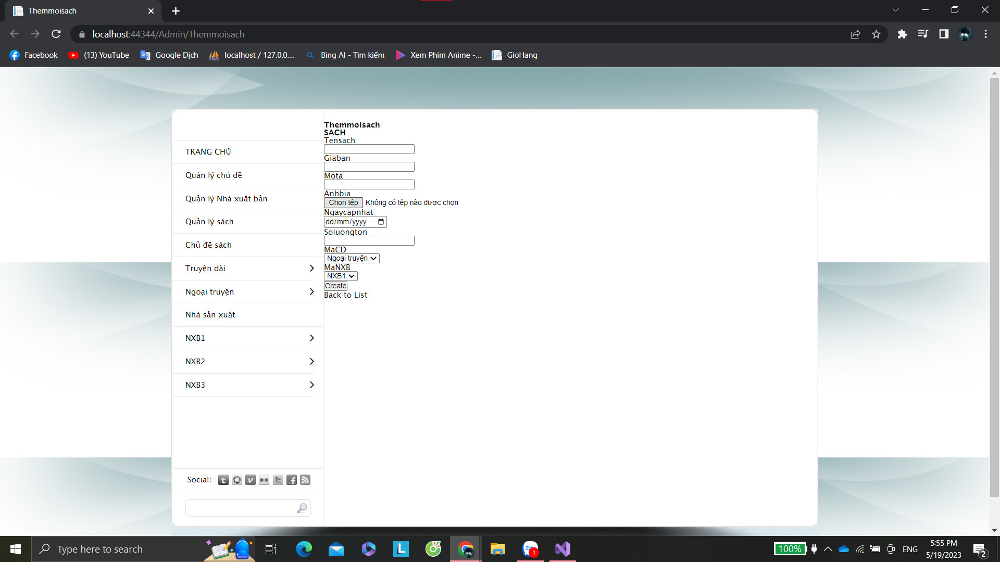 Themmoisach
localhost:44344/Admin/Themmoisach
Facebook
(13) YouTube
Google Dịch
localhost / 127.0.0....
Bing AI - Tìm kiếm
Xem Phim Anime -...
GioHang
TRANG CHỦ
Quản lý chủ đề
Quản lý Nhà xuất bản
Quản lý sách
Chủ đề sách
Truyện dài
Ngoại truyện
Nhà sản xuất
NXB1
NXB2
NXB3
Social:
Themmoisach
SACH
Tensach
Giaban
Mota
Anhbia
Chọn tệp Không có tệp nào được chọn
Ngaycapnhat
dd/mm/yyyy
Soluongton
MaCD
Ngoại truyện
MaNXB
NXB1
Create
Back to List
Type here to search
1
100%
ENG
5:55 PM
5/19/2023
2